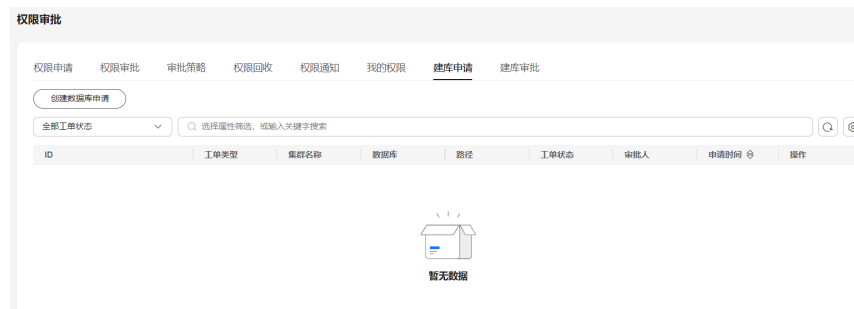 权限审批
权限申请 权限审批 审批策略 权限回收 权限通知 我的权限 建库申请 建库审批
创建数据库申请
全部工单状态 选择属性筛选，或输入关键字搜索
ID 工单类型 集群名称 数据库 路径 工单状态 审批人 申请时间 操作
暂无数据